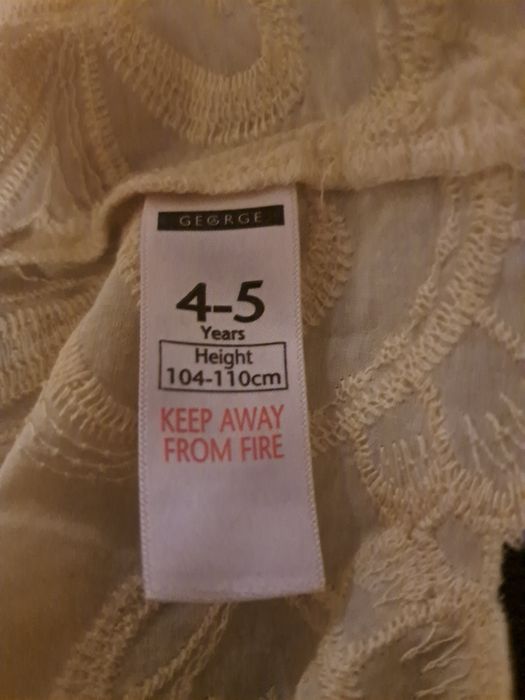 GEORGE
4-5
Years
Height
104-110cm
KEEP AWAY
FROM FIRE